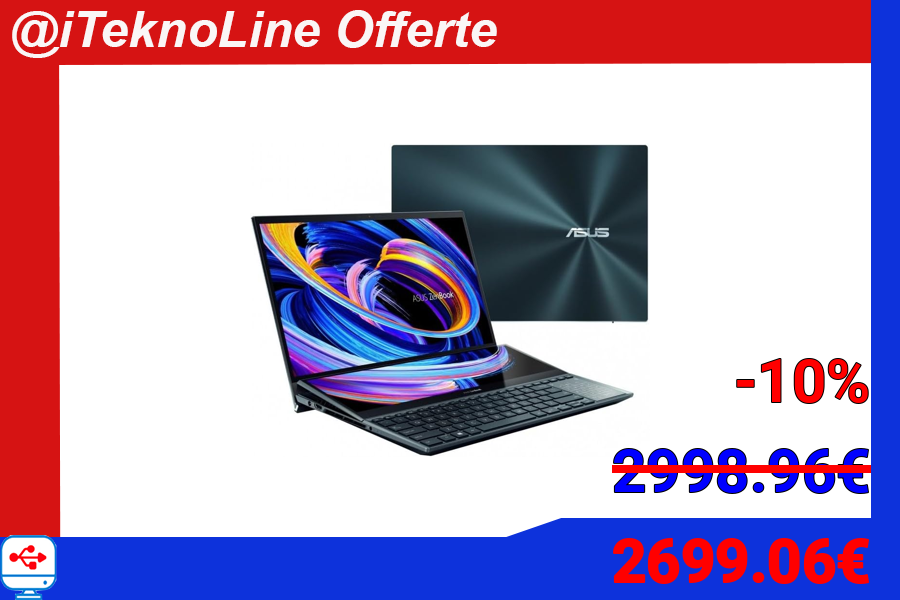 @iTeknoLine Offerte
ASUS
ASUS ZenBook
-10%
2998.96€
2699.06€